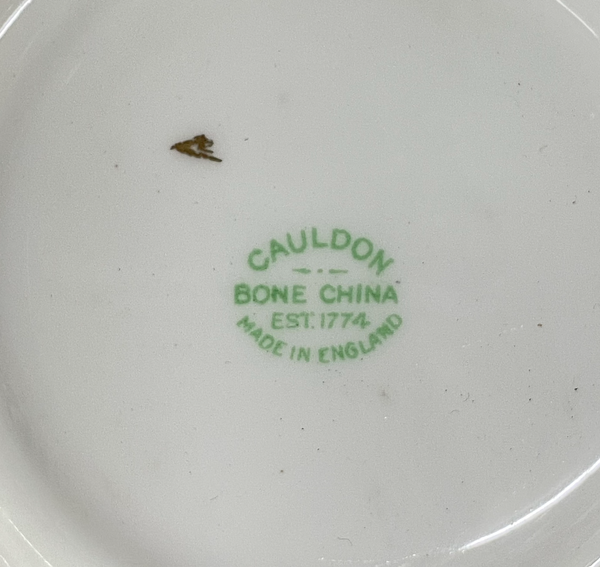 CAULDON
BONE CHINA
EST. 1774
MADE IN ENGLAND